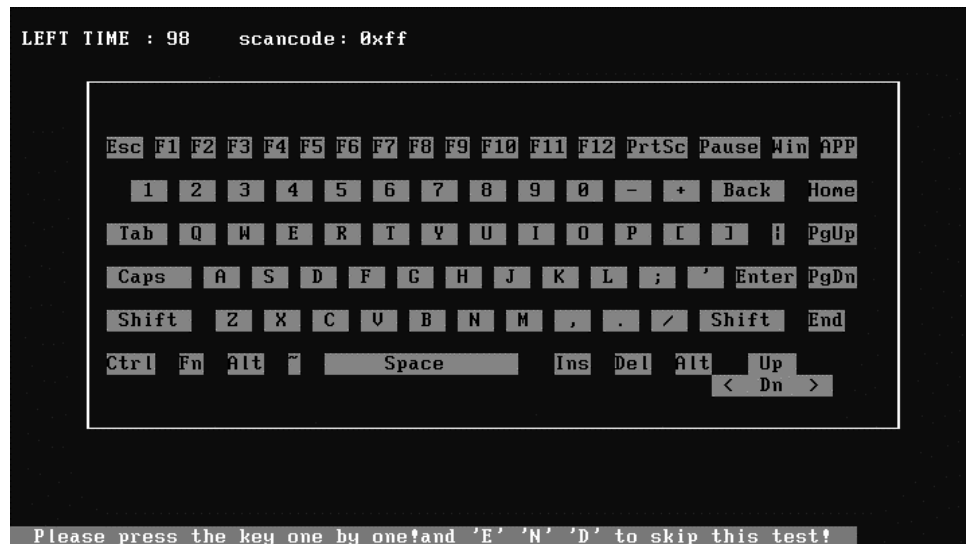 LEFT TIME : 98 scancode: 0xff
Esc F1 F2 F3 F4 F5 F6 F7 F8 F9 F10 F11 F12 PrtSc Pause Win APP
1 2 3 4 5 6 7 8 9 0 - + Back Home
Tab Q W E R T Y U I O P [ ] ¦ PgUp
Caps A S D F G H J K L ; ' Enter PgDn
Shift Z X C V B N M , . / Shift End
Ctrl Fn Alt ~ Space Ins Del Alt Up
< Dn >
Please press the key one by one!and 'E' 'N' 'D' to skip this test!